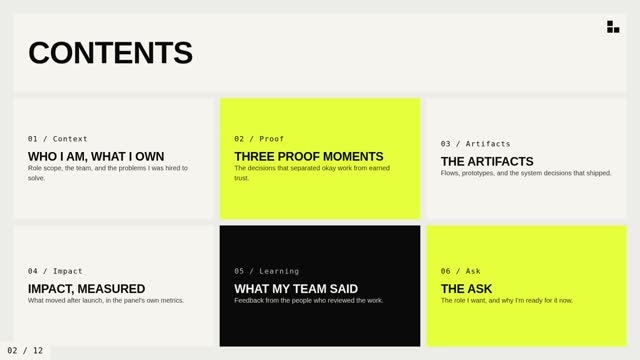 CONTENTS
01 / Context
WHO I AM, WHAT I OWN
Role scope, the team, and the problems I was hired to
solve.
02 / Proof
THREE PROOF MOMENTS
The decisions that separated okay work from earned
trust.
03 / Artifacts
THE ARTIFACTS
Flows, prototypes, and the system decisions that shipped.
04 / Impact
IMPACT, MEASURED
What moved after launch, in the panel's own metrics.
05 / Learning
WHAT MY TEAM SAID
Feedback from the people who reviewed the work.
06 / Ask
THE ASK
The role I want, and why I'm ready for it now.
02 / 12